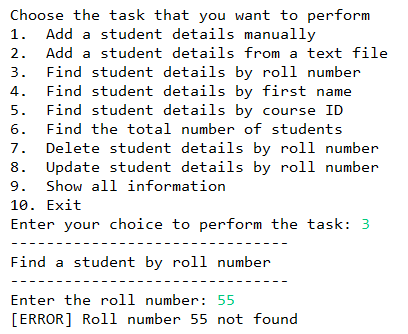 Choose the task that you want to perform
1.  Add a student details manually
2.  Add a student details from a text file
3.  Find student details by roll number
4.  Find student details by first name
5.  Find student details by course ID
6.  Find the total number of students
7.  Delete student details by roll number
8.  Update student details by roll number
9.  Show all information
10. Exit
Enter your choice to perform the task: 3
------------------------------
Find a student by roll number
------------------------------
Enter the roll number: 55
[ERROR] Roll number 55 not found